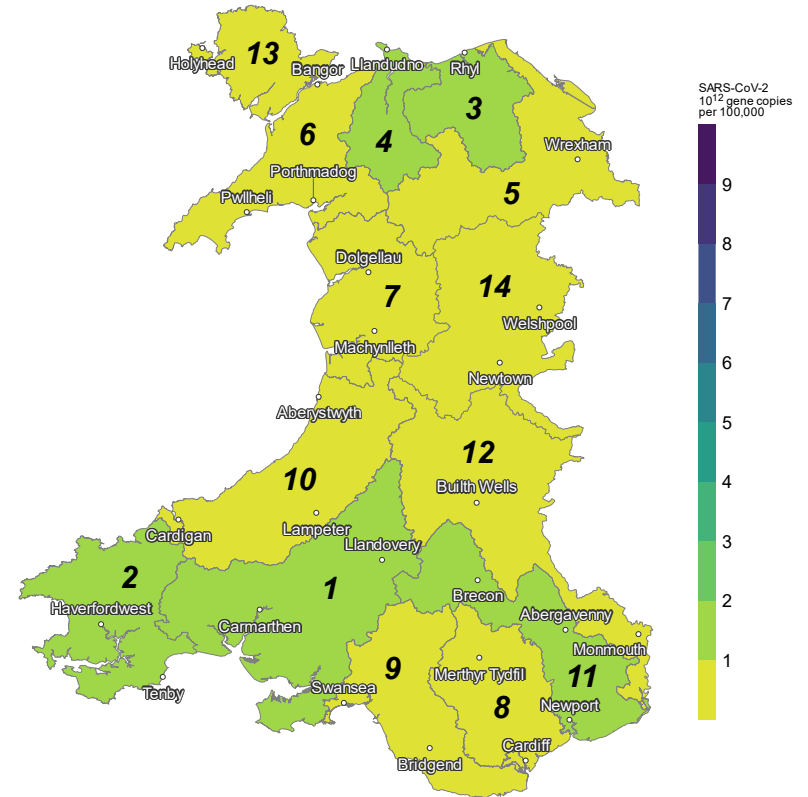 13
Holyhead
Bangor
Llandudno
Rhyl
3
6
4
Wrexham
Porthmadog
5
Pwllheli
Dolgellau
7
14
Welshpool
Machynlleth
Newtown
Aberystwyth
12
10
Builth Wells
Lampeter
Cardigan
Llandovery
2
1
Brecon
Haverfordwest
Carmarthen
Abergavenny
Monmouth
9
Merthyr Tydfil
11
Tenby
Swansea
8
Newport
Cardiff
Bridgend
SARS-CoV-2
10¹² gene copies
per 100,000
9
8
7
6
5
4
3
2
1